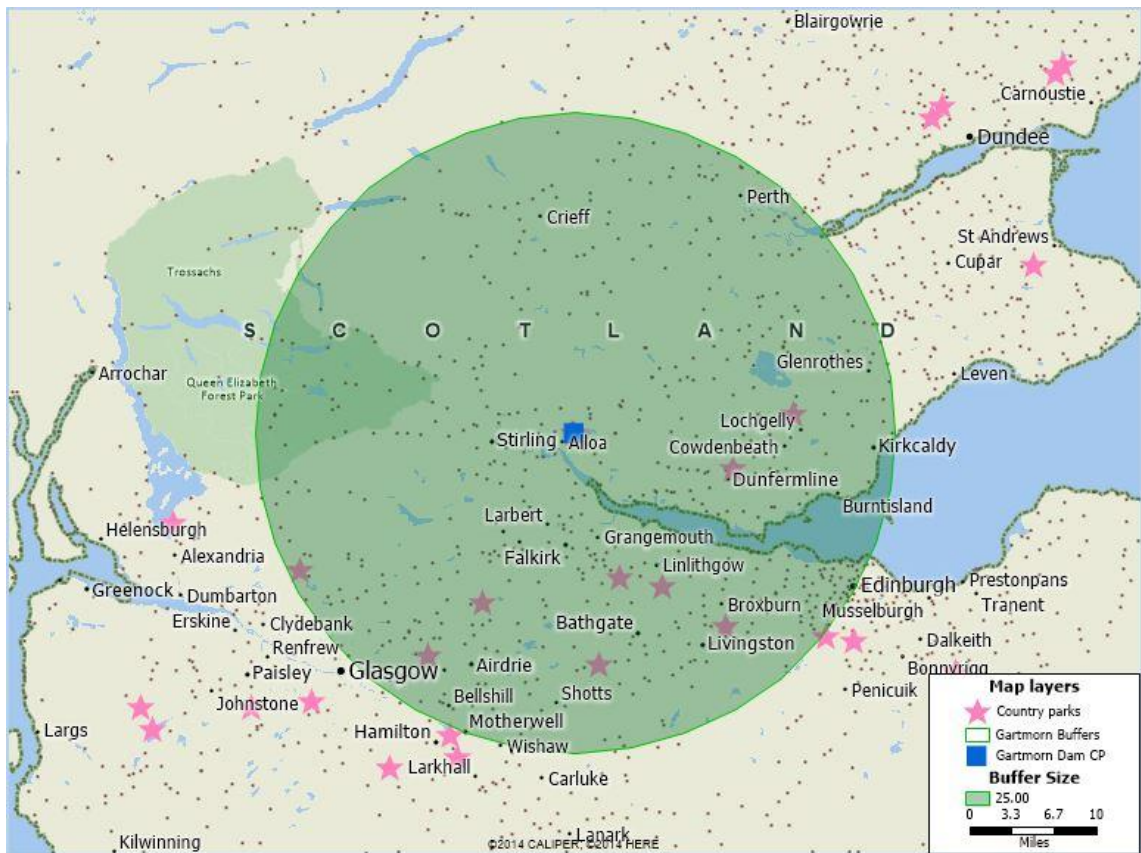 Blairgowrie
Carnoustie
Dundee
Perth
Crieff
St Andrews
Cupar
Trossachs
S C O T L A N D
Glenrothes
Arrochar
Leven
Queen Elizabeth
Forest Park
Lochgelly
Stirling
Alloa
Cowdenbeath
Kirkcaldy
Dunfermline
Burntisland
Larbert
Helensburgh
Grangemouth
Alexandria
Falkirk
Linlithgow
Greenock
Dumbarton
Edinburgh
Prestonpans
Tranent
Broxburn
Musselburgh
Erskine
Clydebank
Bathgate
Renfrew
Livingston
Dalkeith
Airdrie
Glasgow
Paisley
Bonnyrigg
Bellshill
Shotts
Penicuik
Johnstone
Motherwell
Largs
Hamilton
Wishaw
Larkhall
Carluke
Lanark
Kilwinning
©2014 CALIPER, ©2014 HERE
Map layers
Country parks
Gartmorn Buffers
Gartmorn Dam CP
Buffer Size
25.00
0 3.3 6.7 10
Miles